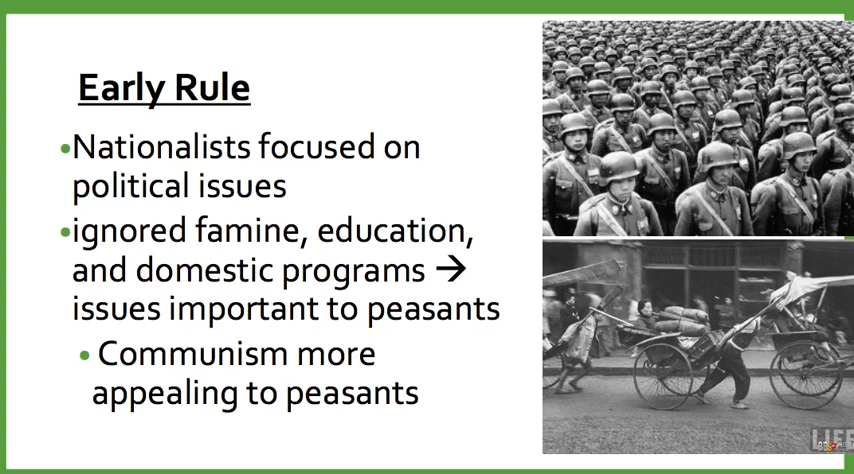 Early Rule
•Nationalists focused on
political issues
•ignored famine, education,
and domestic programs →
issues important to peasants
• Communism more
appealing to peasants
LIFE